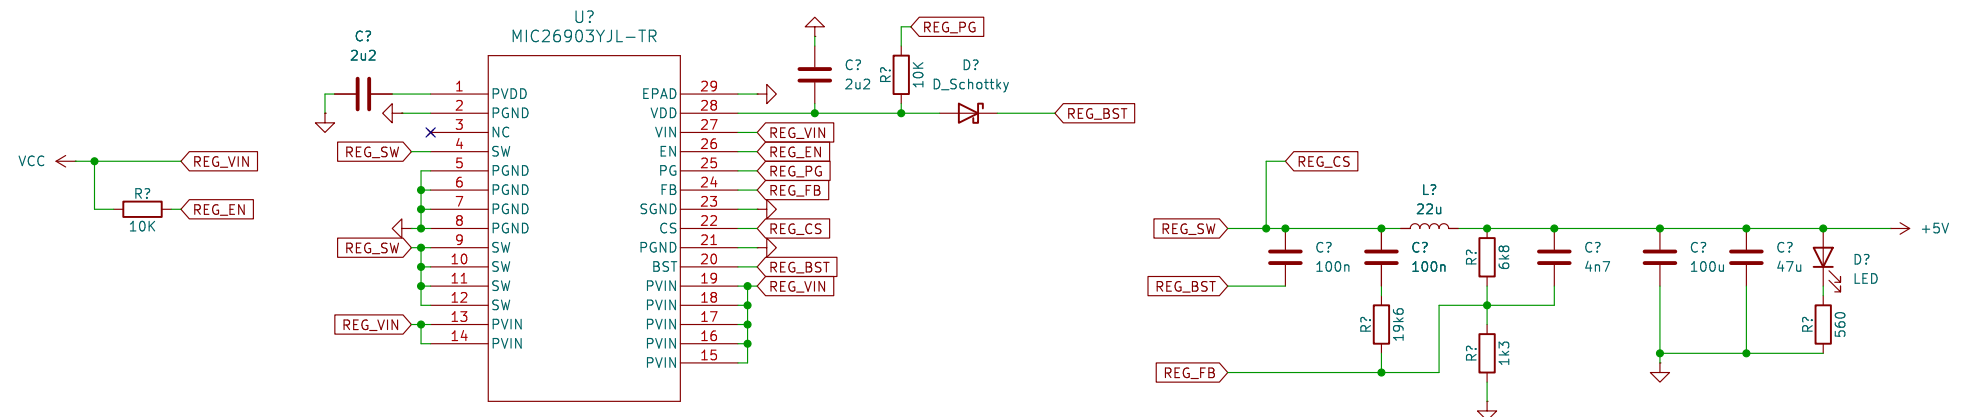 VCC
REG_VIN
R?
10K
REG_EN
C?
2u2
U?
MIC26903YJL-TR
1 PVDD
2 PGND
3 NC
REG_SW 4 SW
5 PGND
6 PGND
7 PGND
8 PGND
REG_SW 9 SW
10 SW
11 SW
12 SW
REG_VIN 13 PVIN
14 PVIN
EPAD 29
VDD 28
VIN 27 REG_VIN
EN 26 REG_EN
PG 25 REG_PG
FB 24 REG_FB
SGND 23
CS 22 REG_CS
PGND 21
BST 20 REG_BST
PVIN 19 REG_VIN
PVIN 18
PVIN 17
PVIN 16
PVIN 15
C?
2u2
R?
10K
REG_PG
D?
D_Schottky
REG_BST
REG_CS
REG_SW
REG_BST
REG_FB
C?
100n
C?
100n
R?
19k6
L?
22u
R?
6k8
R?
1k3
C?
4n7
C?
100u
C?
47u
D?
LED
R?
560
+5V